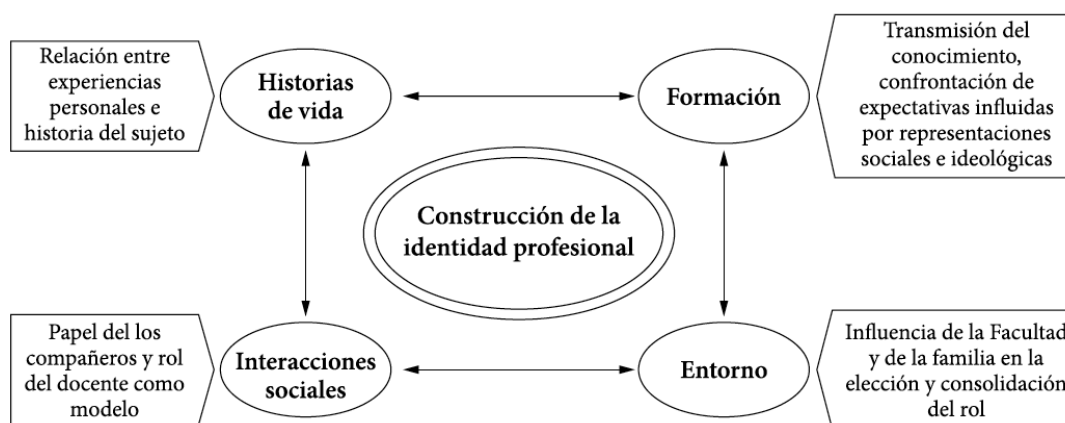 Relación entre
experiencias
personales e
historia del sujeto
Historias
de vida
Formación
Transmisión del
conocimiento,
confrontación de
expectativas influidas
por representaciones
sociales e ideológicas
Construcción de la
identidad profesional
Papel del los
compañeros y rol
del docente como
modelo
Interacciones
sociales
Entorno
Influencia de la Facultad
y de la familia en la
elección y consolidación
del rol